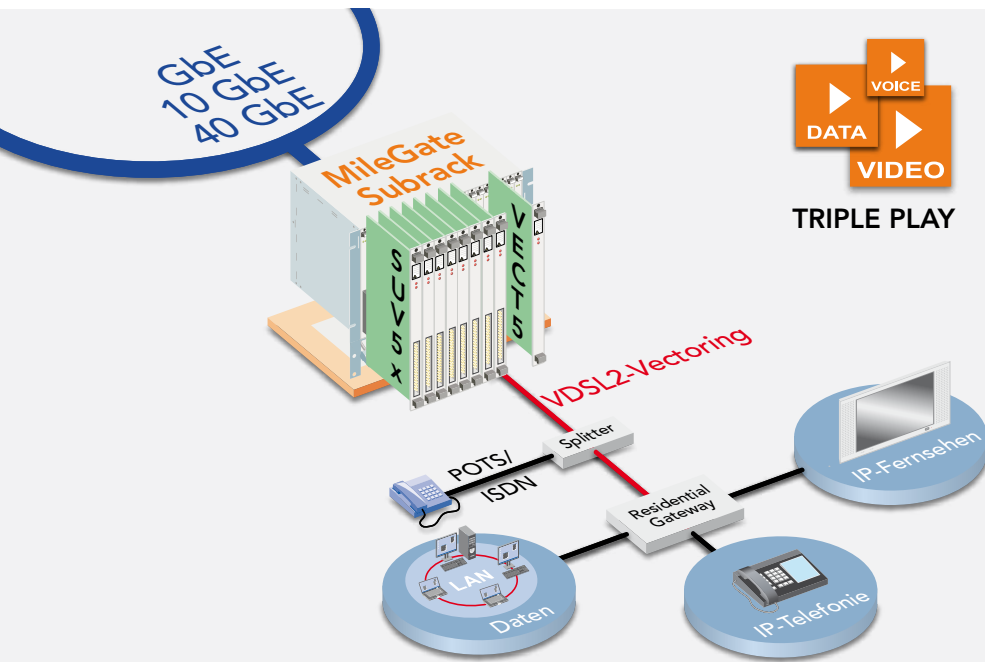 GbE
10 GbE
40 GbE
MileGate
Subrack
SUV5x
VECT5
VOICE
DATA
VIDEO
TRIPLE PLAY
VDSL2-Vectoring
Splitter
POTS/
ISDN
Residential
Gateway
IP-Fernsehen
LAN
Daten
IP-Telefonie